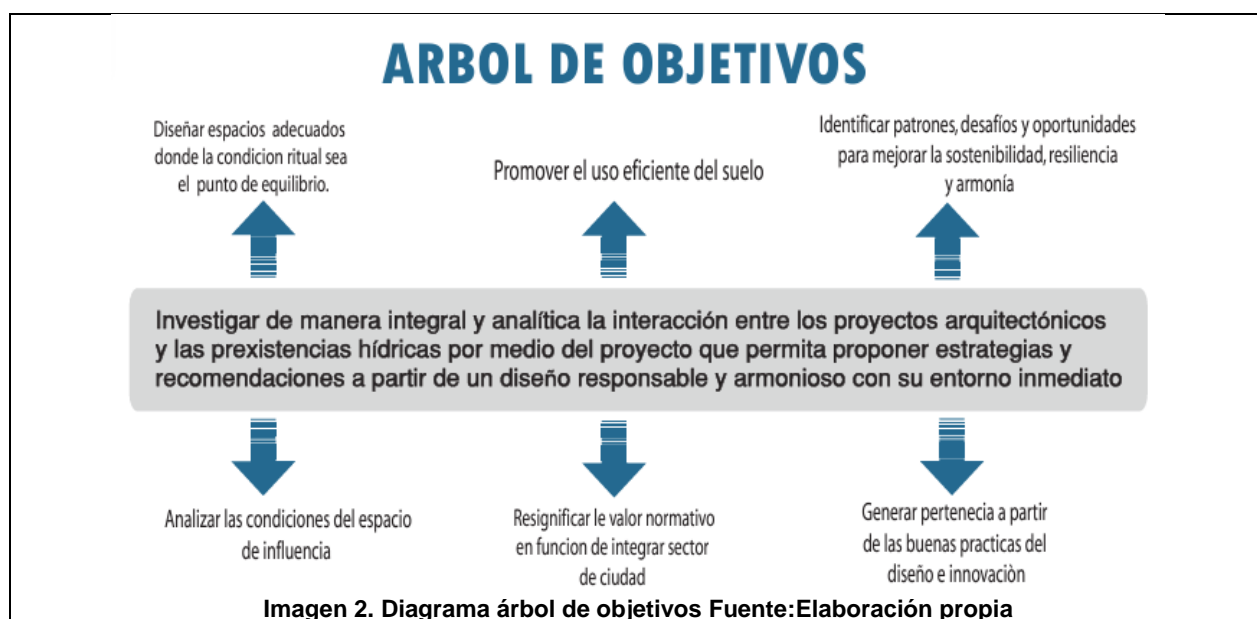 ARBOL DE OBJETIVOS
Diseñar espacios adecuados
donde la condicion ritual sea
el punto de equilibrio.
Promover el uso eficiente del suelo
Identificar patrones, desafíos y oportunidades
para mejorar la sostenibilidad, resiliencia
y armonía
Investigar de manera integral y analítica la interacción entre los proyectos arquitectónicos
y las prexistencias hídricas por medio del proyecto que permita proponer estrategias y
recomendaciones a partir de un diseño responsable y armonioso con su entorno inmediato
Analizar las condiciones del espacio
de influencia
Resignificar le valor normativo
en funcion de integrar sector
de ciudad
Generar pertenecia a partir
de las buenas practicas del
diseño e innovaciòn
Imagen 2. Diagrama árbol de objetivos Fuente:Elaboración propia